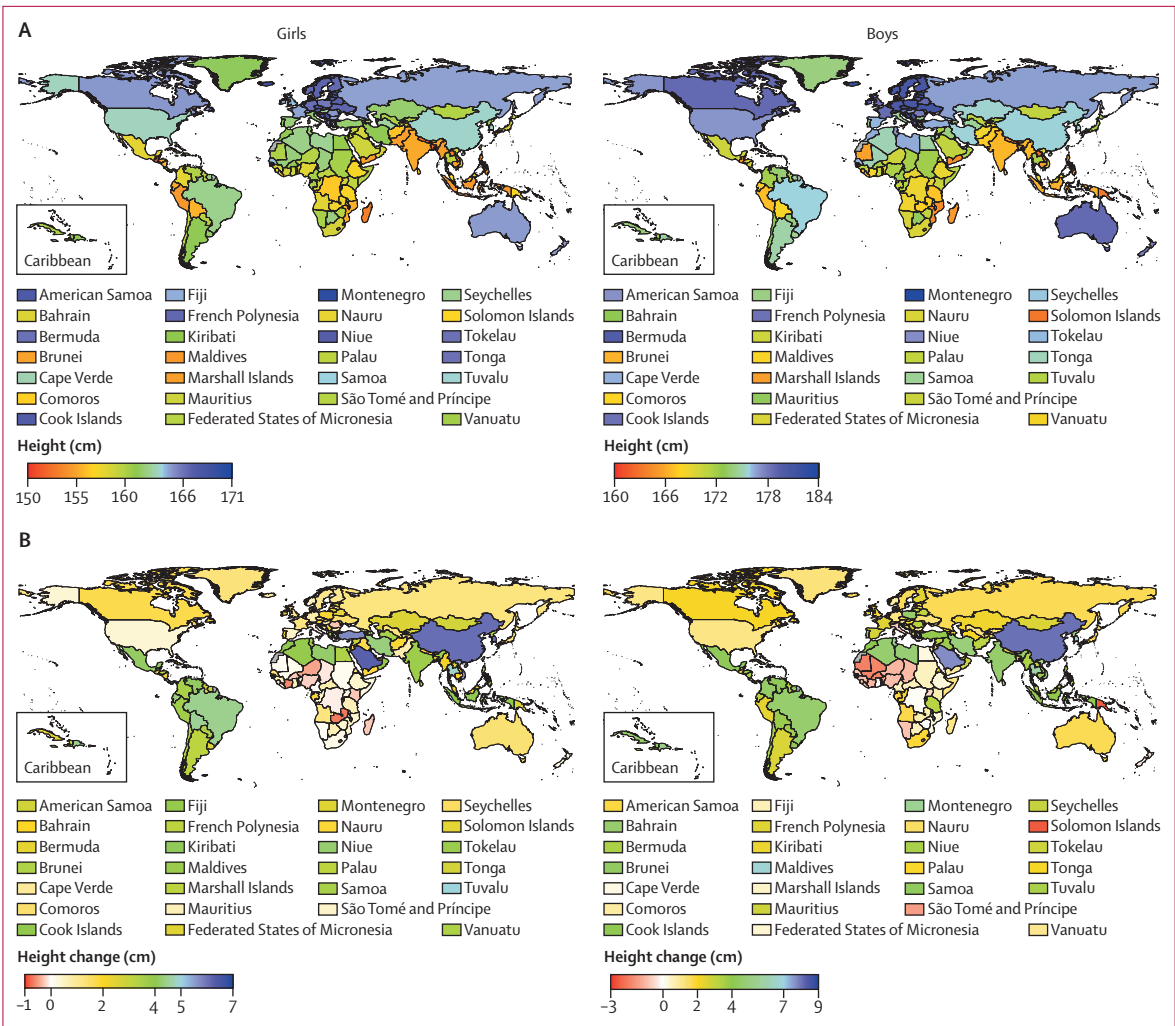 A
Girls
Boys
Caribbean
Caribbean
American Samoa Fiji Montenegro Seychelles
Bahrain French Polynesia Nauru Solomon Islands
Bermuda Kiribati Niue Tokelau
Brunei Maldives Palau Tonga
Cape Verde Marshall Islands Samoa Tuvalu
Comoros Mauritius São Tomé and Príncipe
Cook Islands Federated States of Micronesia Vanuatu
Height (cm)
150 155 160 166 171
American Samoa Fiji Montenegro Seychelles
Bahrain French Polynesia Nauru Solomon Islands
Bermuda Kiribati Niue Tokelau
Brunei Maldives Palau Tonga
Cape Verde Marshall Islands Samoa Tuvalu
Comoros Mauritius São Tomé and Príncipe
Cook Islands Federated States of Micronesia Vanuatu
Height (cm)
160 166 172 178 184
B
Caribbean
Caribbean
American Samoa Fiji Montenegro Seychelles
Bahrain French Polynesia Nauru Solomon Islands
Bermuda Kiribati Niue Tokelau
Brunei Maldives Palau Tonga
Cape Verde Marshall Islands Samoa Tuvalu
Comoros Mauritius São Tomé and Príncipe
Cook Islands Federated States of Micronesia Vanuatu
Height change (cm)
–1 0 2 4 5 7
American Samoa Fiji Montenegro Seychelles
Bahrain French Polynesia Nauru Solomon Islands
Bermuda Kiribati Niue Tokelau
Brunei Maldives Palau Tonga
Cape Verde Marshall Islands Samoa Tuvalu
Comoros Mauritius São Tomé and Príncipe
Cook Islands Federated States of Micronesia Vanuatu
Height change (cm)
–3 0 2 4 7 9